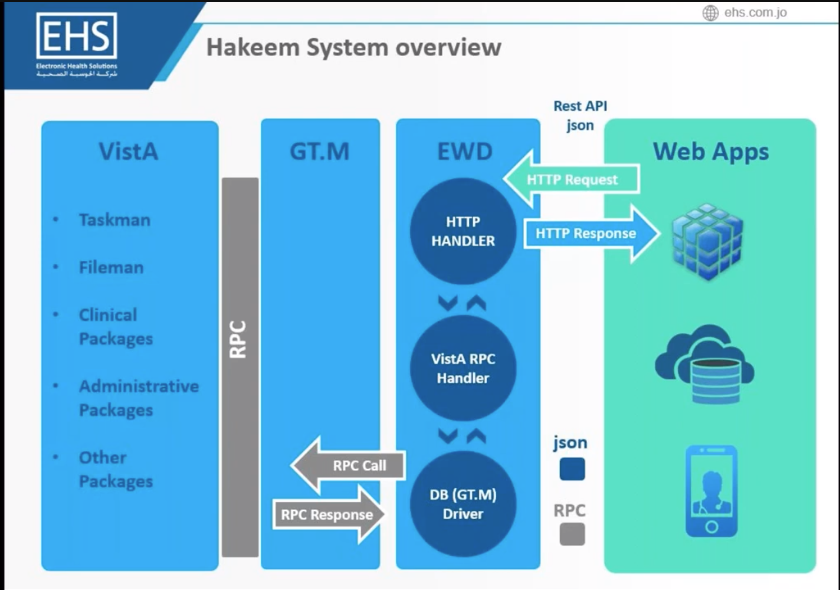 EHS
Electronic Health Solutions
شركة الحوسبة الصحية
ehs.com.jo
Hakeem System overview
VistA
• Taskman
• Fileman
• Clinical
Packages
• Administrative
Packages
• Other
Packages
RPC
GT.M
RPC Call
RPC Response
EWD
HTTP
HANDLER
VistA RPC
Handler
DB (GT.M)
Driver
Rest API
json
HTTP Request
HTTP Response
json
RPC
Web Apps